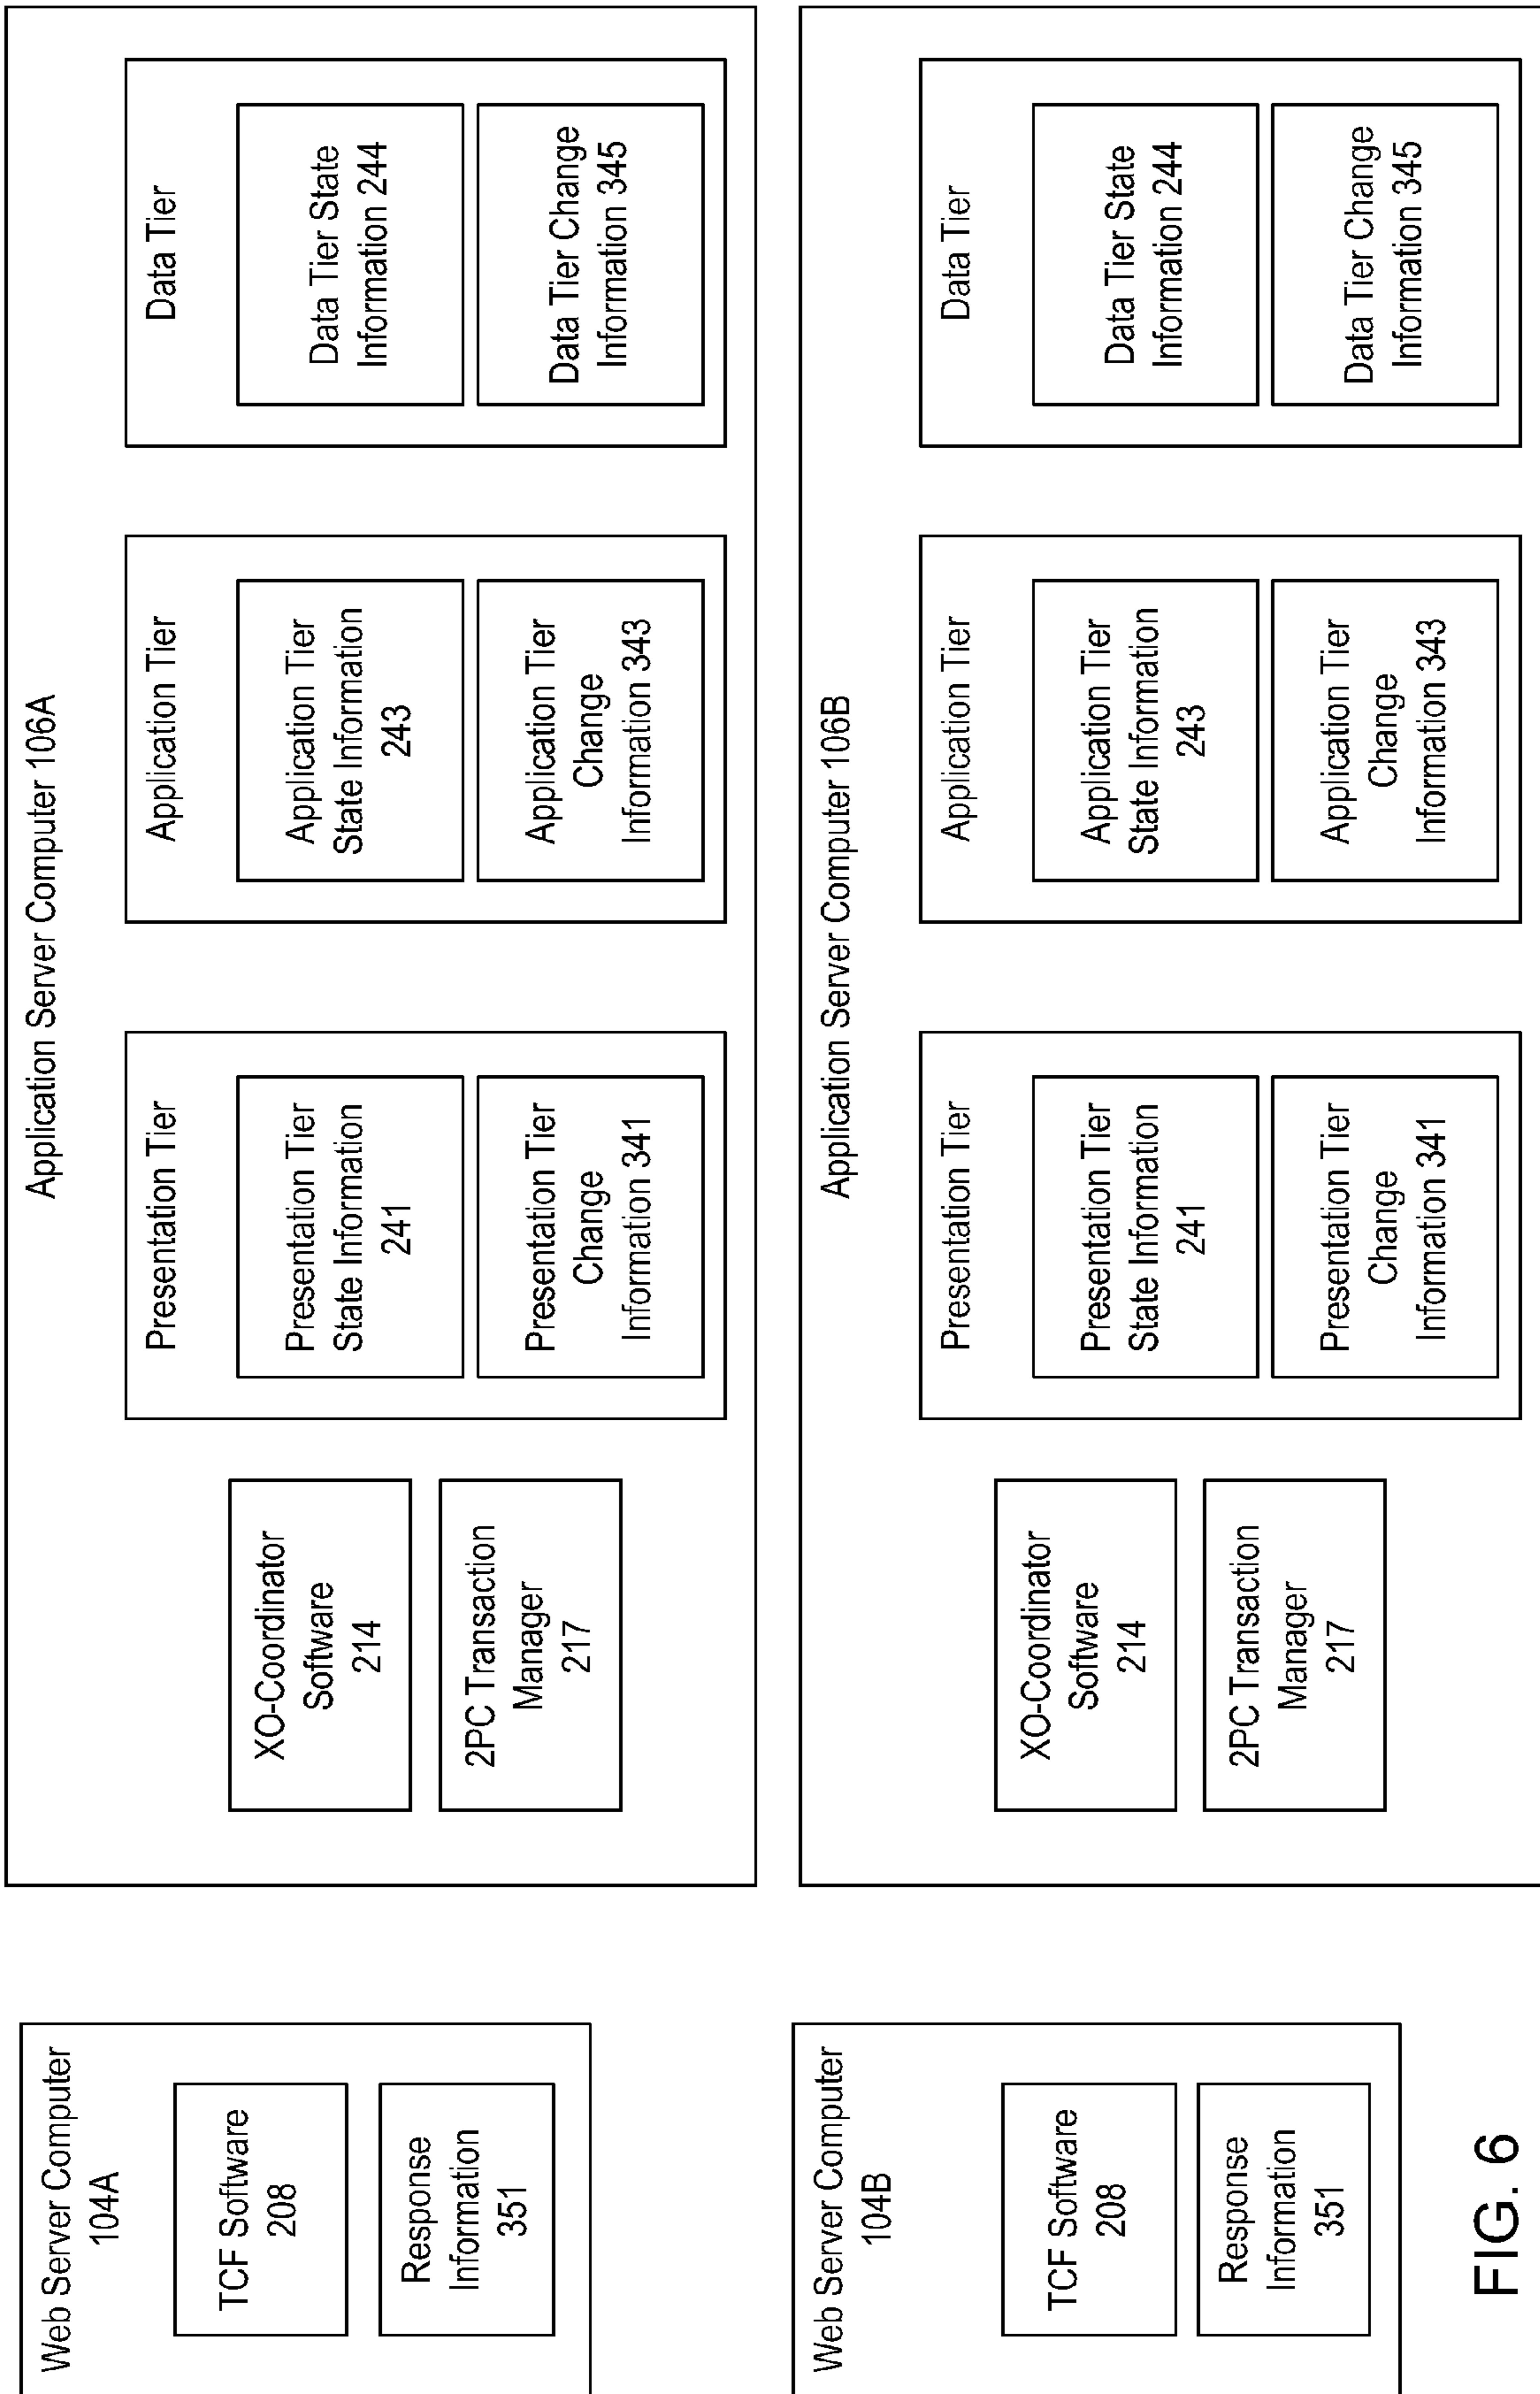 Web Server Computer
104A
TCF Software
208
Response
Information
351
Application Server Computer 106A
XO-Coordinator
Software
214
2PC Transaction
Manager
217
Presentation Tier
Presentation Tier
State Information
241
Presentation Tier
Change
Information 341
Application Tier
Application Tier
State Information
243
Application Tier
Change
Information 343
Data Tier
Data Tier State
Information 244
Data Tier Change
Information 345
Web Server Computer
104B
TCF Software
208
Response
Information
351
Application Server Computer 106B
XO-Coordinator
Software
214
2PC Transaction
Manager
217
Presentation Tier
Presentation Tier
State Information
241
Presentation Tier
Change
Information 341
Application Tier
Application Tier
State Information
243
Application Tier
Change
Information 343
Data Tier
Data Tier State
Information 244
Data Tier Change
Information 345
FIG. 6